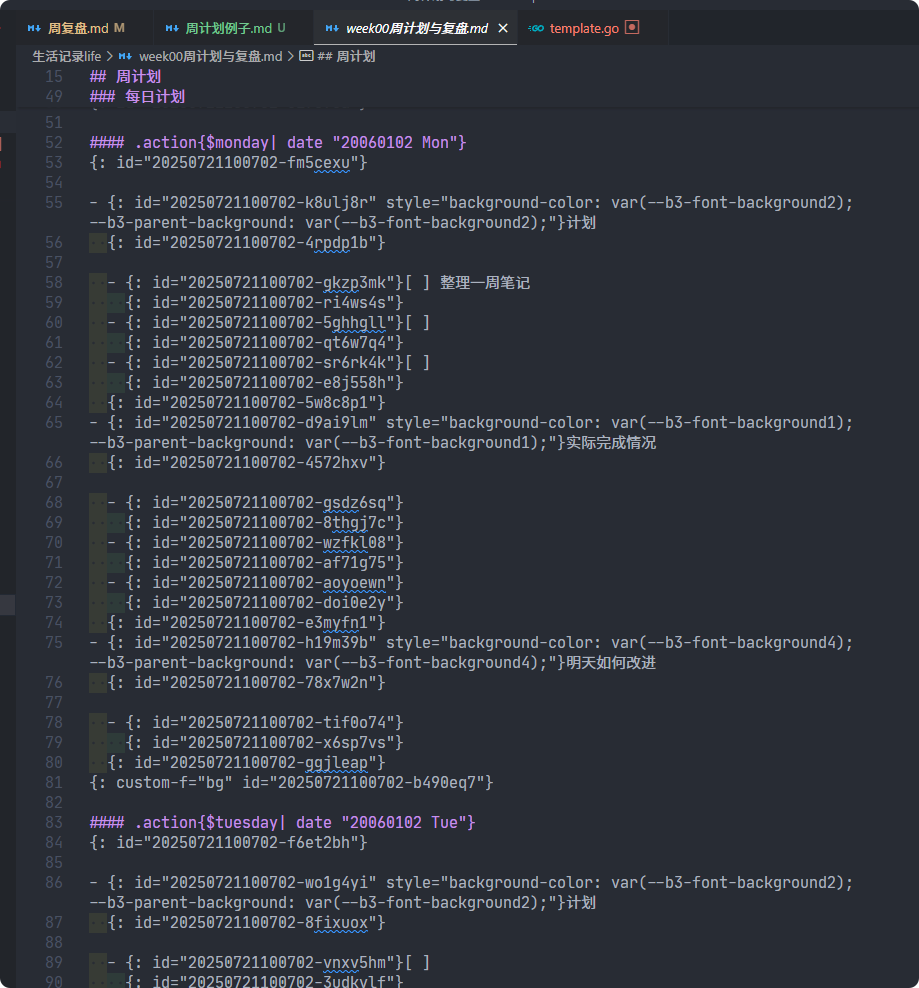 周复盘.md M
周计划例子.md U
week00周计划与复盘.md
template.go
生活记录life > week00周计划与复盘.md > ## 周计划
15 ## 周计划
49 ### 每日计划
51
52 #### .action{$monday| date "20060102 Mon"}
53 {: id="20250721100702-fm5cexu"}
54
55 - {: id="20250721100702-k8ulj8r" style="background-color: var(--b3-font-background2);
--b3-parent-background: var(--b3-font-background2);"}计划
56 {: id="20250721100702-4rpdp1b"}
57
58 - {: id="20250721100702-gkzp3mk"}[ ] 整理一周笔记
59 {: id="20250721100702-ri4ws4s"}
60 - {: id="20250721100702-5ghhgll"}[ ]
61 {: id="20250721100702-qt6w7q4"}
62 - {: id="20250721100702-sr6rk4k"}[ ]
63 {: id="20250721100702-e8j558h"}
64 {: id="20250721100702-5w8c8p1"}
65 - {: id="20250721100702-d9ai9lm" style="background-color: var(--b3-font-background1);
--b3-parent-background: var(--b3-font-background1);"}实际完成情况
66 {: id="20250721100702-4572hxv"}
67
68 - {: id="20250721100702-gsdz6sq"}
69 {: id="20250721100702-8thgj7c"}
70 - {: id="20250721100702-wzfkl08"}
71 {: id="20250721100702-af71g75"}
72 - {: id="20250721100702-aoyoewn"}
73 {: id="20250721100702-doi0e2y"}
74 {: id="20250721100702-e3myfn1"}
75 - {: id="20250721100702-h19m39b" style="background-color: var(--b3-font-background4);
--b3-parent-background: var(--b3-font-background4);"}明天如何改进
76 {: id="20250721100702-78x7w2n"}
77
78 - {: id="20250721100702-tif0o74"}
79 {: id="20250721100702-x6sp7vs"}
80 {: id="20250721100702-ggjleap"}
81 {: custom-f="bg" id="20250721100702-b490eq7"}
82
83 #### .action{$tuesday| date "20060102 Tue"}
84 {: id="20250721100702-f6et2bh"}
85
86 - {: id="20250721100702-wo1g4yi" style="background-color: var(--b3-font-background2);
--b3-parent-background: var(--b3-font-background2);"}计划
87 {: id="20250721100702-8fixuox"}
88
89 - {: id="20250721100702-vnxv5hm"}[ ]
90 {: id="20250721100702-3udkvlf"}